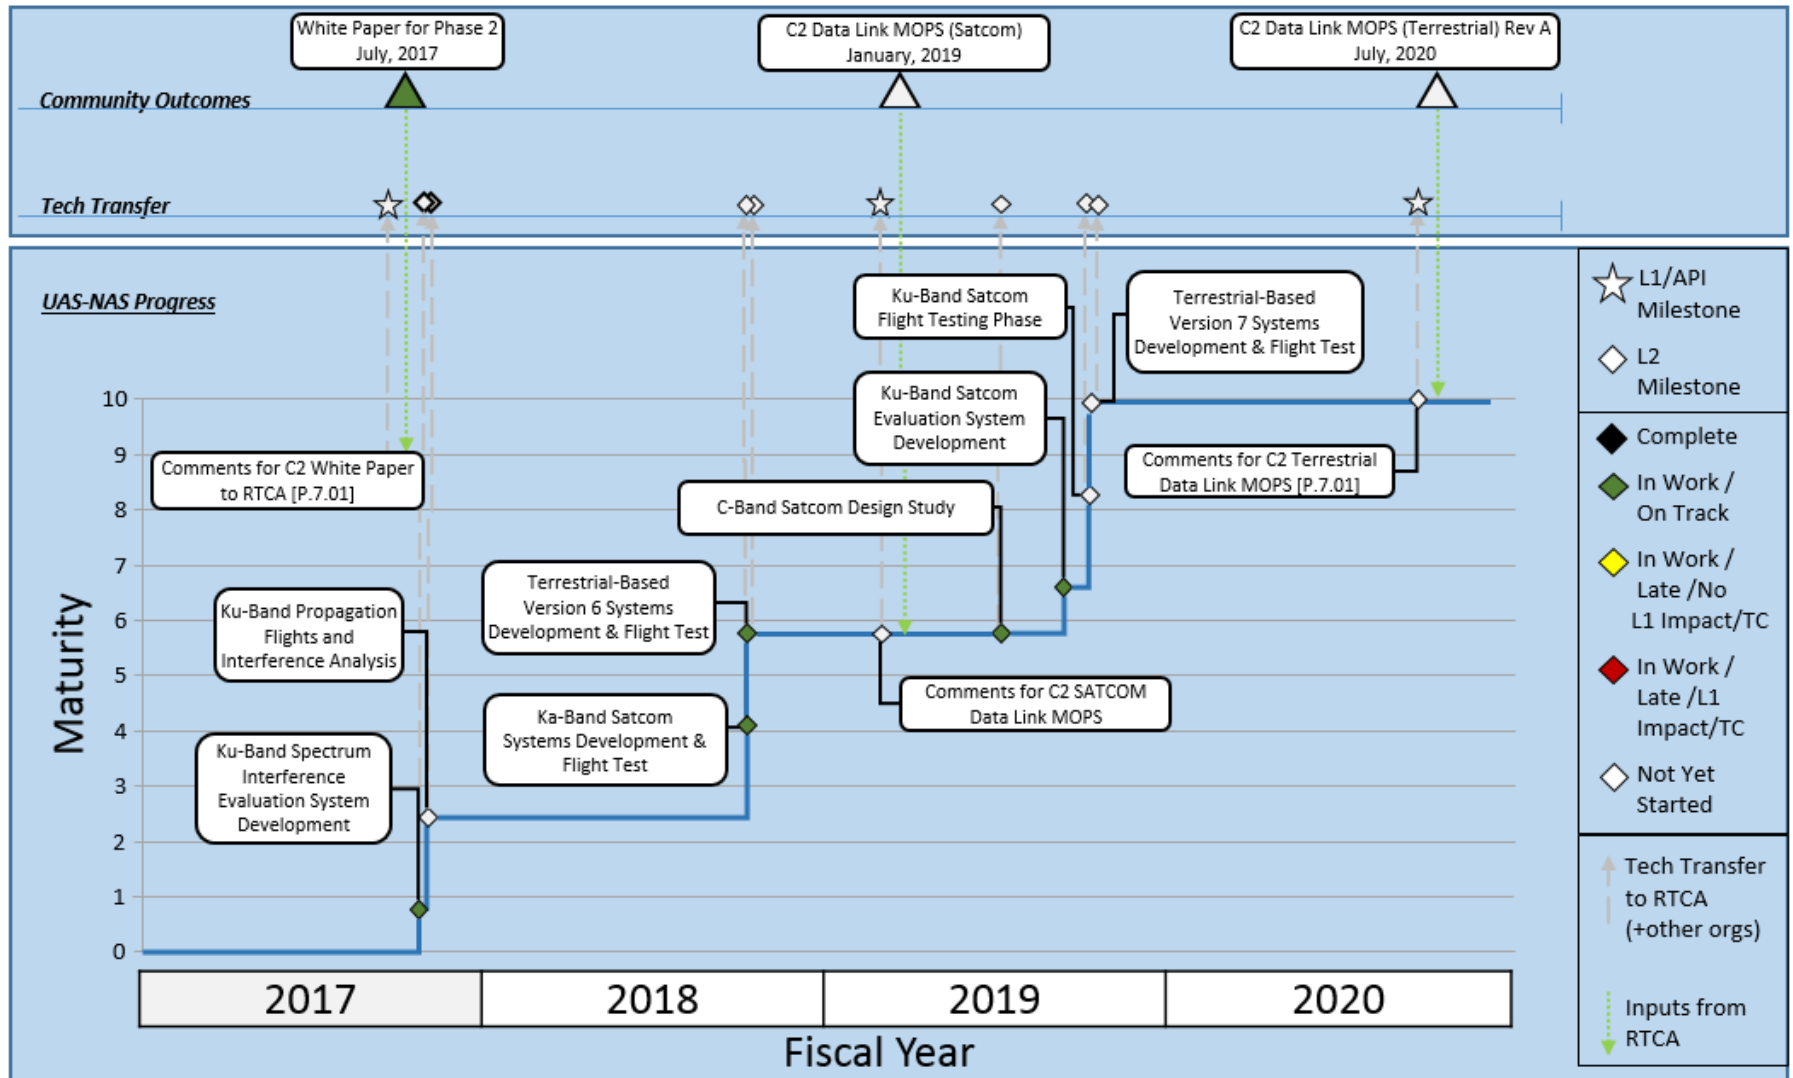 White Paper for Phase 2
July, 2017
C2 Data Link MOPS (Satcom)
January, 2019
C2 Data Link MOPS (Terrestrial) Rev A
July, 2020
Community Outcomes
Tech Transfer
UAS-NAS Progress
Ku-Band Satcom
Flight Testing Phase
Terrestrial-Based
Version 7 Systems
Development & Flight Test
Ku-Band Satcom
Evaluation System
Development
Comments for C2 White Paper
to RTCA [P.7.01]
Comments for C2 Terrestrial
Data Link MOPS [P.7.01]
C-Band Satcom Design Study
Terrestrial-Based
Version 6 Systems
Development & Flight Test
Ku-Band Propagation
Flights and
Interference Analysis
Comments for C2 SATCOM
Data Link MOPS
Ka-Band Satcom
Systems Development &
Flight Test
Ku-Band Spectrum
Interference
Evaluation System
Development
Maturity
10
9
8
7
6
5
4
3
2
1
0
2017
2018
2019
2020
Fiscal Year
L1/API
Milestone
L2
Milestone
Complete
In Work /
On Track
In Work /
Late /No
L1 Impact/TC
In Work /
Late /L1
Impact/TC
Not Yet
Started
Tech Transfer
to RTCA
(+other orgs)
Inputs from
RTCA